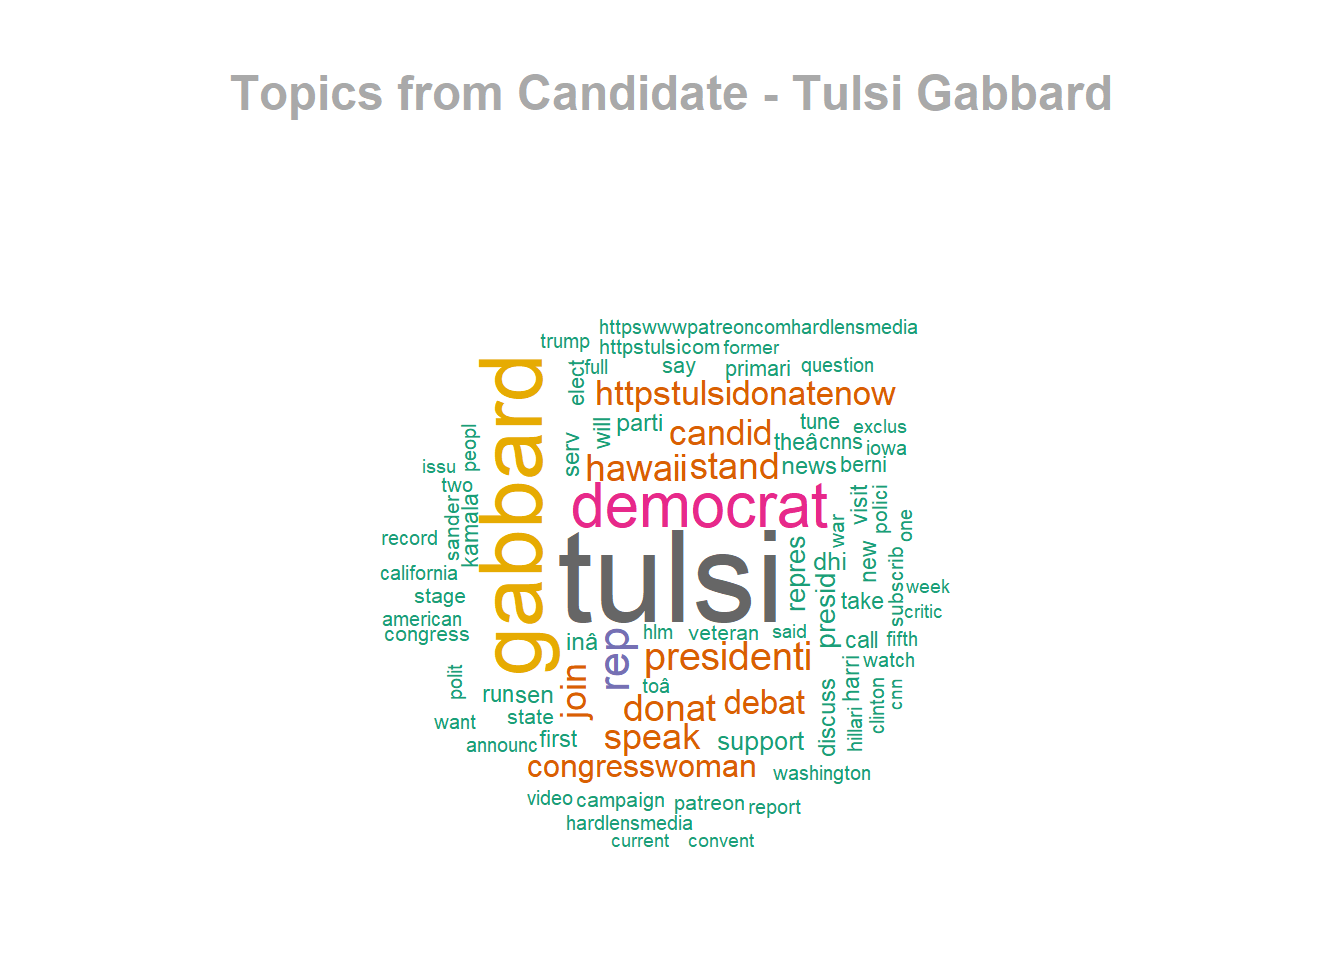 Topics from Candidate - Tulsi Gabbard
httpswwwpatreoncomhardlensmedia
trump
httpstulsicom
former
full
say
primari
question
elect
httpstulsidonatenow
gabbard
will
parti
candid
tune
exclus
theâ
cnns
iowa
serv
peopl
issu
hawaii
stand
news
berni
two
democrat
visit
polici
one
war
sander
kamala
record
tulsi
repres
dhi
new
subscrib
california
week
stage
presid
take
critic
american
congress
inâ
rep
hlm
veteran
said
call
fifth
presidenti
harri
watch
polit
join
toâ
run
sen
donat
debat
discuss
hillari
clinton
cnn
want
state
announc
first
speak
support
congresswoman
washington
video
campaign
patreon
report
hardlensmedia
current
convent